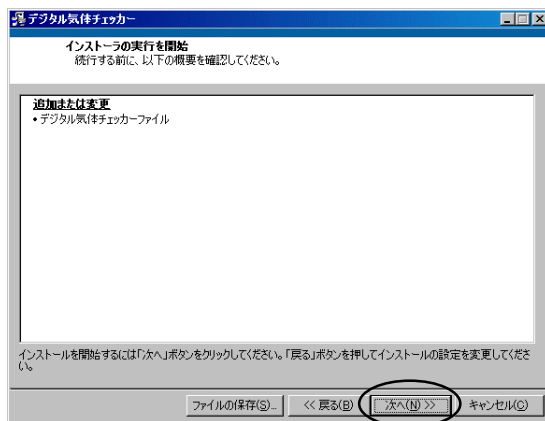 デジタル気体チェッカー
インストーラの実行を開始
続行する前に、以下の概要を確認してください。
追加または変更
• デジタル気体チェッカーファイル
インストールを開始するには「次へ」ボタンをクリックしてください。「戻る」ボタンを押してインストールの設定を変更してくださ
い。
ファイルの保存(S)... << 戻る(B) 次へ(N) >> キャンセル(C)